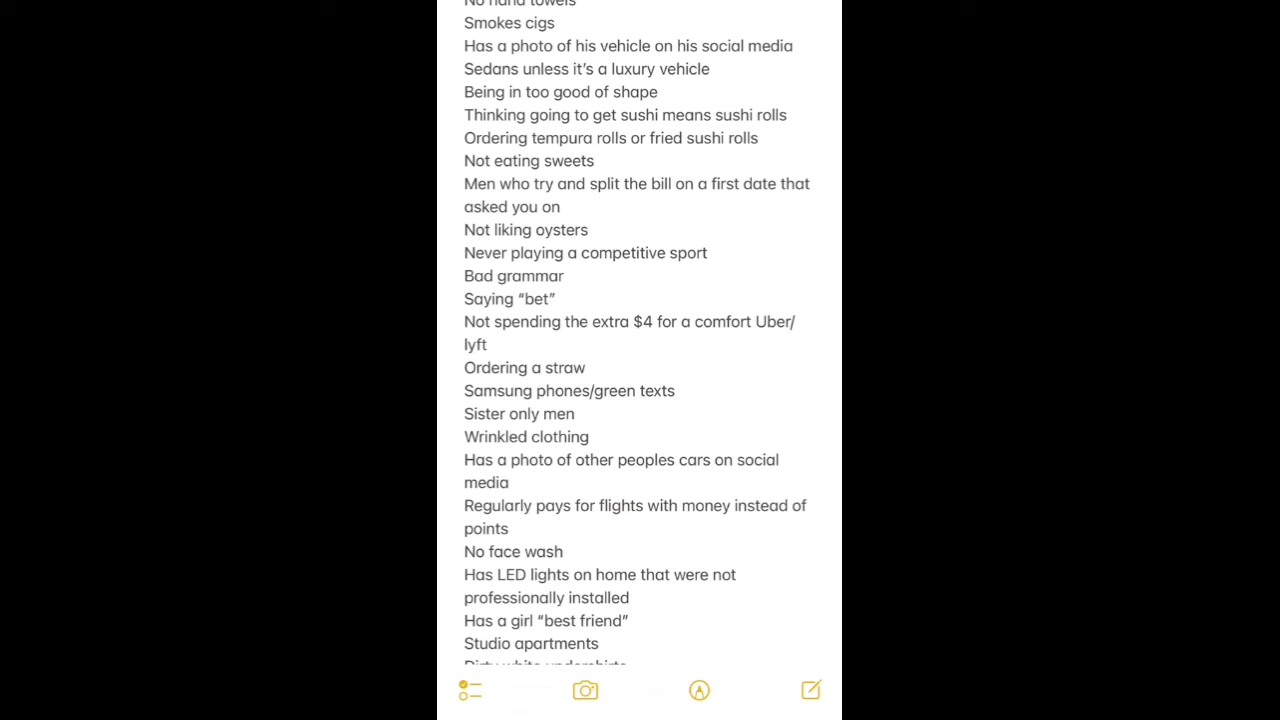 No hand towels
Smokes cigs
Has a photo of his vehicle on his social media
Sedans unless it’s a luxury vehicle
Being in too good of shape
Thinking going to get sushi means sushi rolls
Ordering tempura rolls or fried sushi rolls
Not eating sweets
Men who try and split the bill on a first date that
asked you on
Not liking oysters
Never playing a competitive sport
Bad grammar
Saying “bet”
Not spending the extra $4 for a comfort Uber/
lyft
Ordering a straw
Samsung phones/green texts
Sister only men
Wrinkled clothing
Has a photo of other peoples cars on social
media
Regularly pays for flights with money instead of
points
No face wash
Has LED lights on home that were not
professionally installed
Has a girl “best friend”
Studio apartments
Dirty white undershirts